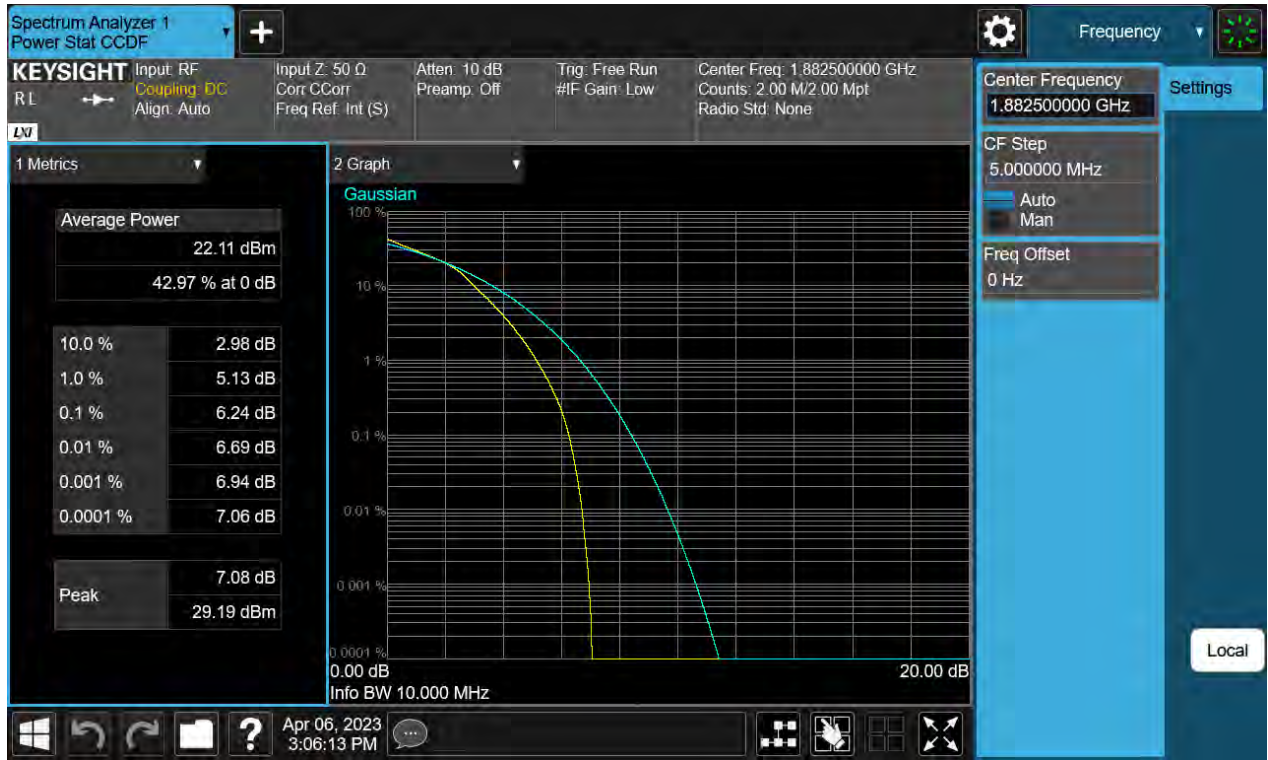 Spectrum Analyzer 1
Power Stat CCDF
Frequency
KEYSIGHT
RL
LXI
Input: RF
Coupling: DC
Align: Auto
Input Z: 50 Ω
Corr CCorr
Freq Ref: Int (S)
Atten: 10 dB
Preamp: Off
Trig: Free Run
#IF Gain: Low
Center Freq: 1.882500000 GHz
Counts: 2.00 M/2.00 Mpt
Radio Std: None
Center Frequency
1.882500000 GHz
Settings
CF Step
5.000000 MHz
Auto
Man
Freq Offset
0 Hz
Local
1 Metrics
Average Power
22.11 dBm
42.97 % at 0 dB
10.0 % 2.98 dB
1.0 % 5.13 dB
0.1 % 6.24 dB
0.01 % 6.69 dB
0.001 % 6.94 dB
0.0001 % 7.06 dB
Peak
7.08 dB
29.19 dBm
2 Graph
Gaussian
100 %
10 %
1 %
0.1 %
0.01 %
0.001 %
0.0001 %
0.00 dB
20.00 dB
Info BW 10.000 MHz
?
Apr 06, 2023
3:06:13 PM